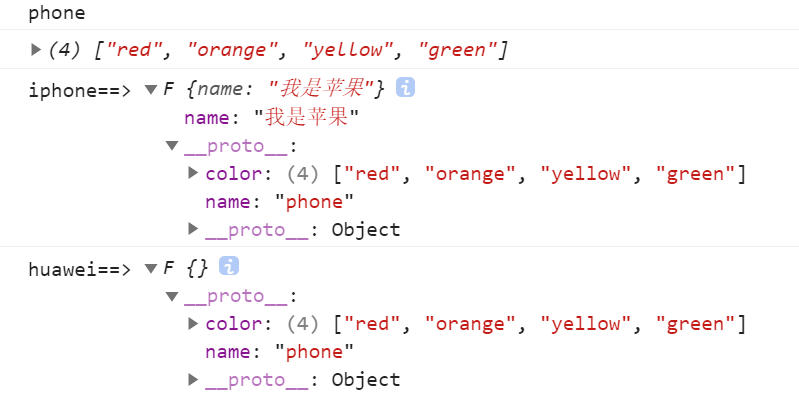 phone
(4) ["red", "orange", "yellow", "green"]
iphone==> F {name: "我是苹果"} i
name: "我是苹果"
__proto__:
color: (4) ["red", "orange", "yellow", "green"]
name: "phone"
__proto__: Object
huawei==> F {} i
__proto__:
color: (4) ["red", "orange", "yellow", "green"]
name: "phone"
__proto__: Object